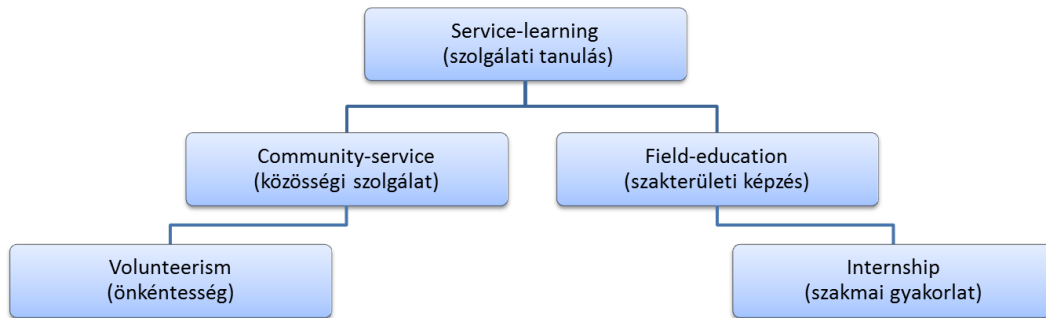 Service-learning
(szolgálati tanulás)
Community-service
(közösségi szolgálat)
Field-education
(szakterületi képzés)
Volunteerism
(önkéntesség)
Internship
(szakmai gyakorlat)